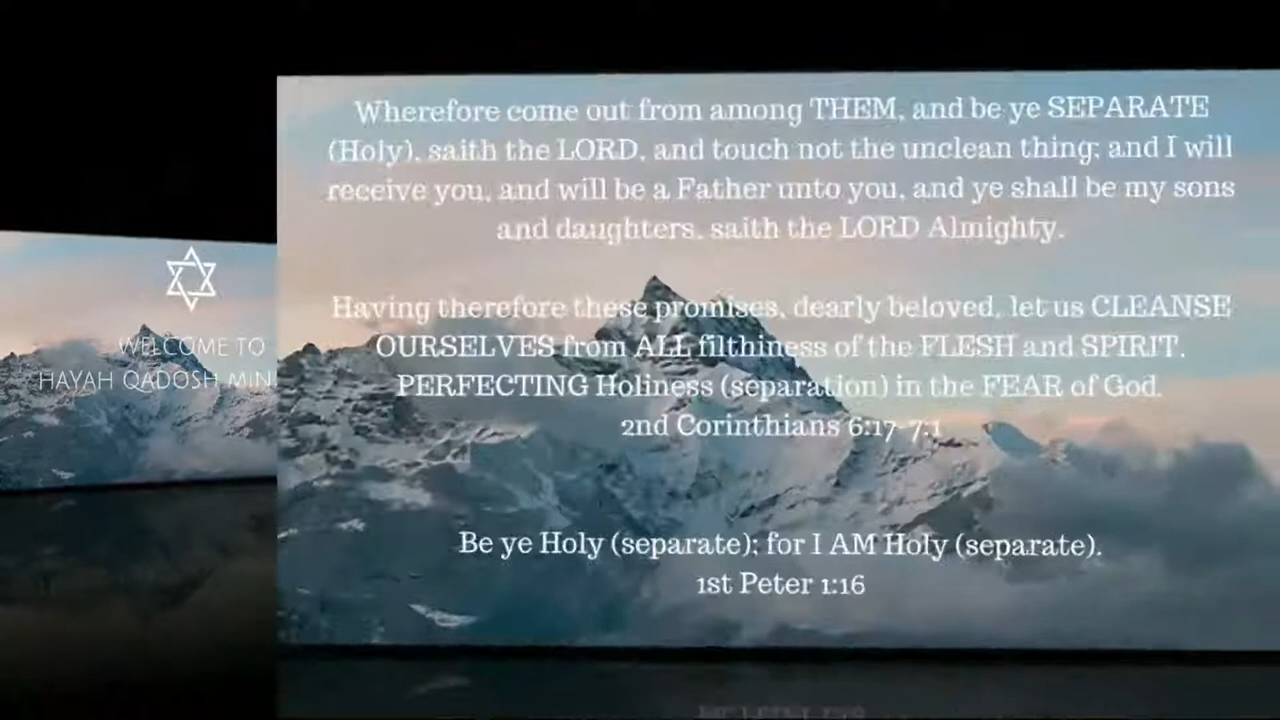 Wherefore come out from among THEM, and be ye SEPARATE
(Holy), saith the LORD, and touch not the unclean thing; and I will
receive you, and will be a Father unto you, and ye shall be my sons
and daughters, saith the LORD Almighty.
Having therefore these promises, dearly beloved, let us CLEANSE
OURSELVES from ALL filthiness of the FLESH and SPIRIT,
PERFECTING Holiness (separation) in the FEAR of God.
2nd Corinthians 6:17-7:1
Be ye Holy (separate); for I AM Holy (separate).
1st Peter 1:16
WELCOME TO
HAYAH QADOSH MIN